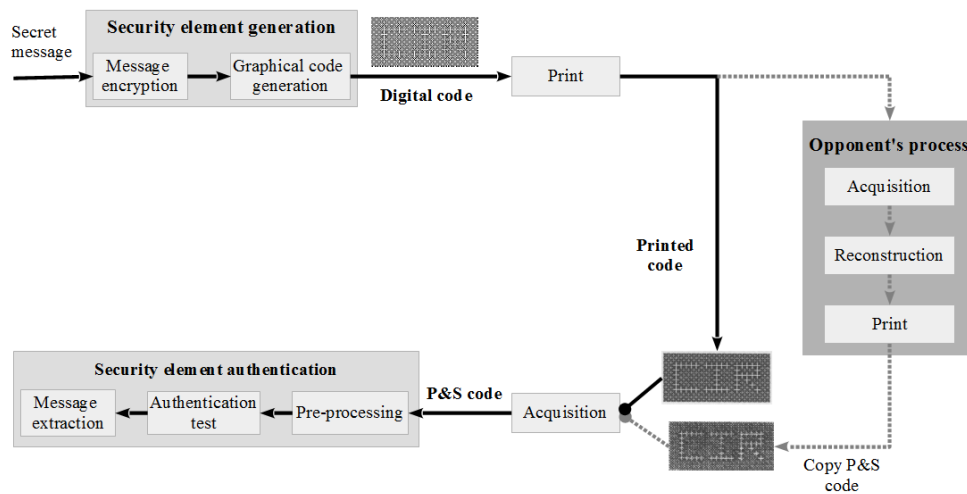 Secret
message
Security element generation
Message
encryption
Graphical code
generation
Digital code
Print
Opponent's process
Acquisition
Reconstruction
Print
Printed
code
Security element authentication
Message
extraction
Authentication
test
Pre-processing
P&S code
Acquisition
Copy P&S
code